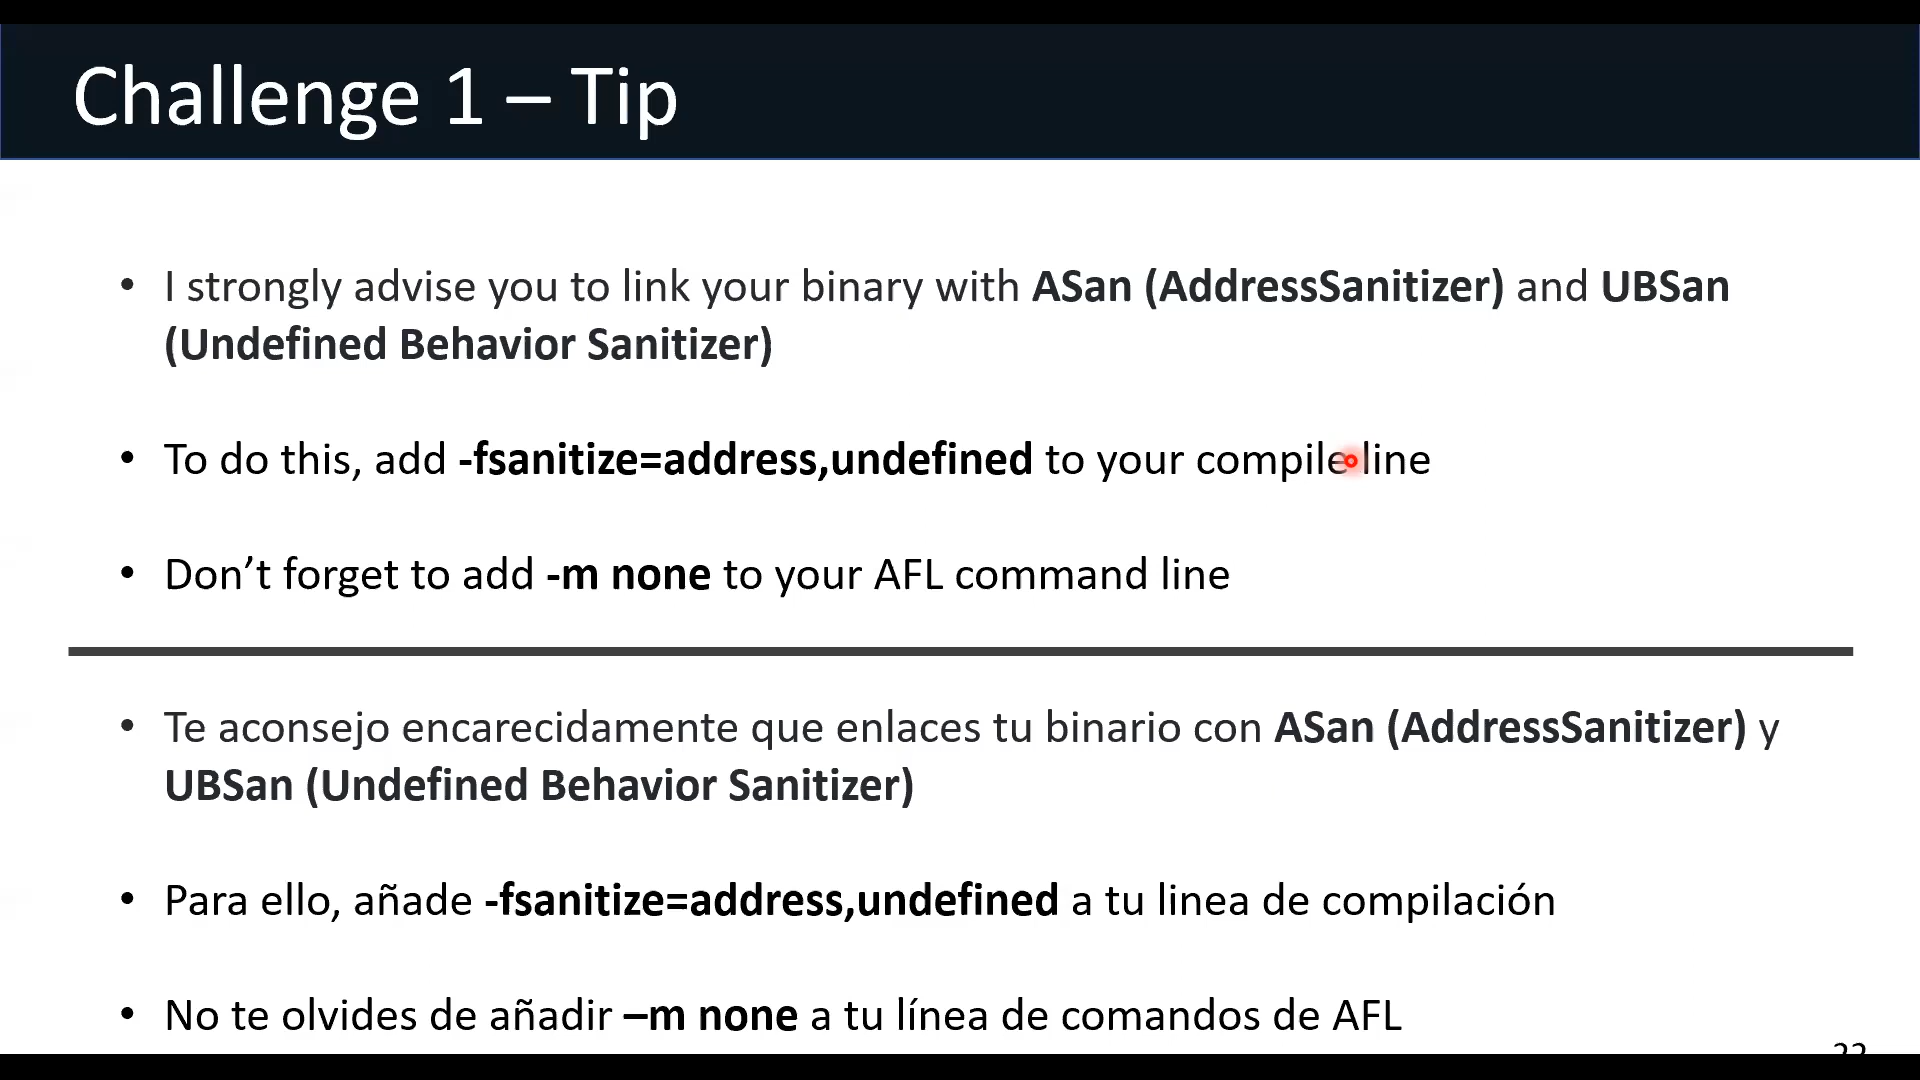 Challenge 1 – Tip
• I strongly advise you to link your binary with ASan (AddressSanitizer) and UBSan
(Undefined Behavior Sanitizer)
• To do this, add -fsanitize=address,undefined to your compile line
• Don’t forget to add -m none to your AFL command line
• Te aconsejo encarecidamente que enlaces tu binario con ASan (AddressSanitizer) y
UBSan (Undefined Behavior Sanitizer)
• Para ello, añade -fsanitize=address,undefined a tu linea de compilación
• No te olvides de añadir –m none a tu línea de comandos de AFL